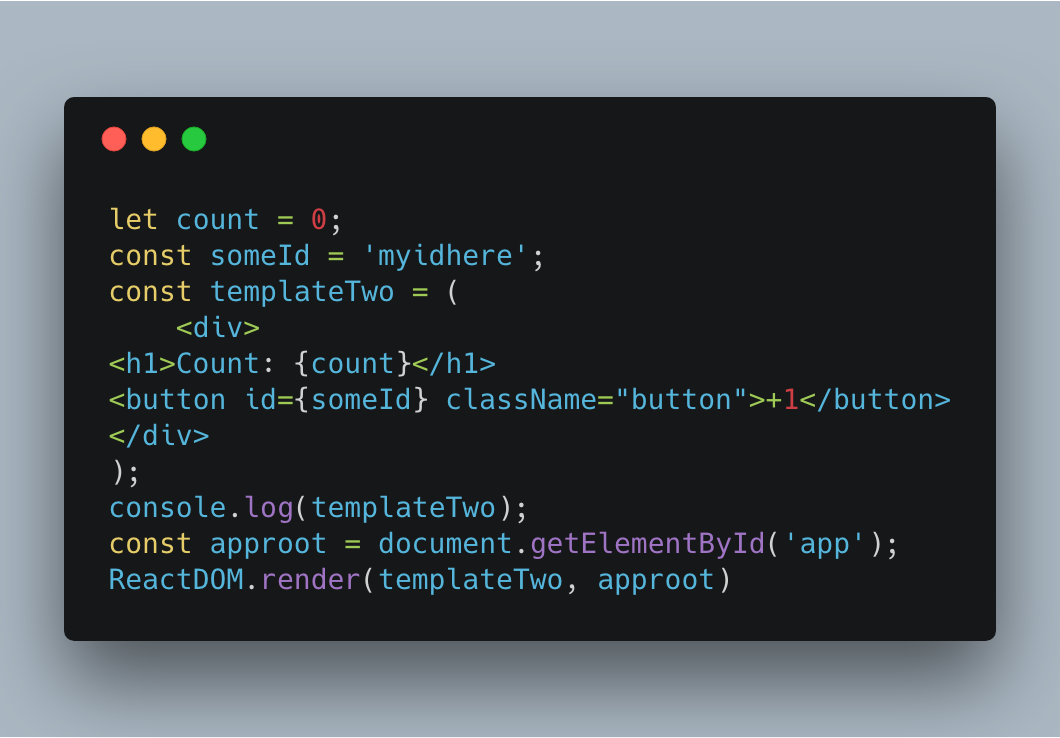 let count = 0;
const someId = 'myidhere';
const templateTwo = (
    <div>
<h1>Count: {count}</h1>
<button id={someId} className="button">+1</button>
</div>
);
console.log(templateTwo);
const approot = document.getElementById('app');
ReactDOM.render(templateTwo, approot)